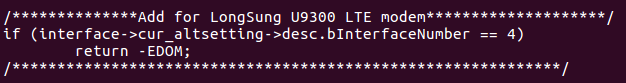 /**************Add for LongSung U9300 LTE modem********************/
if (interface->cur_altsetting->desc.bInterfaceNumber == 4)
        return -EDOM;
/*************************************************************/